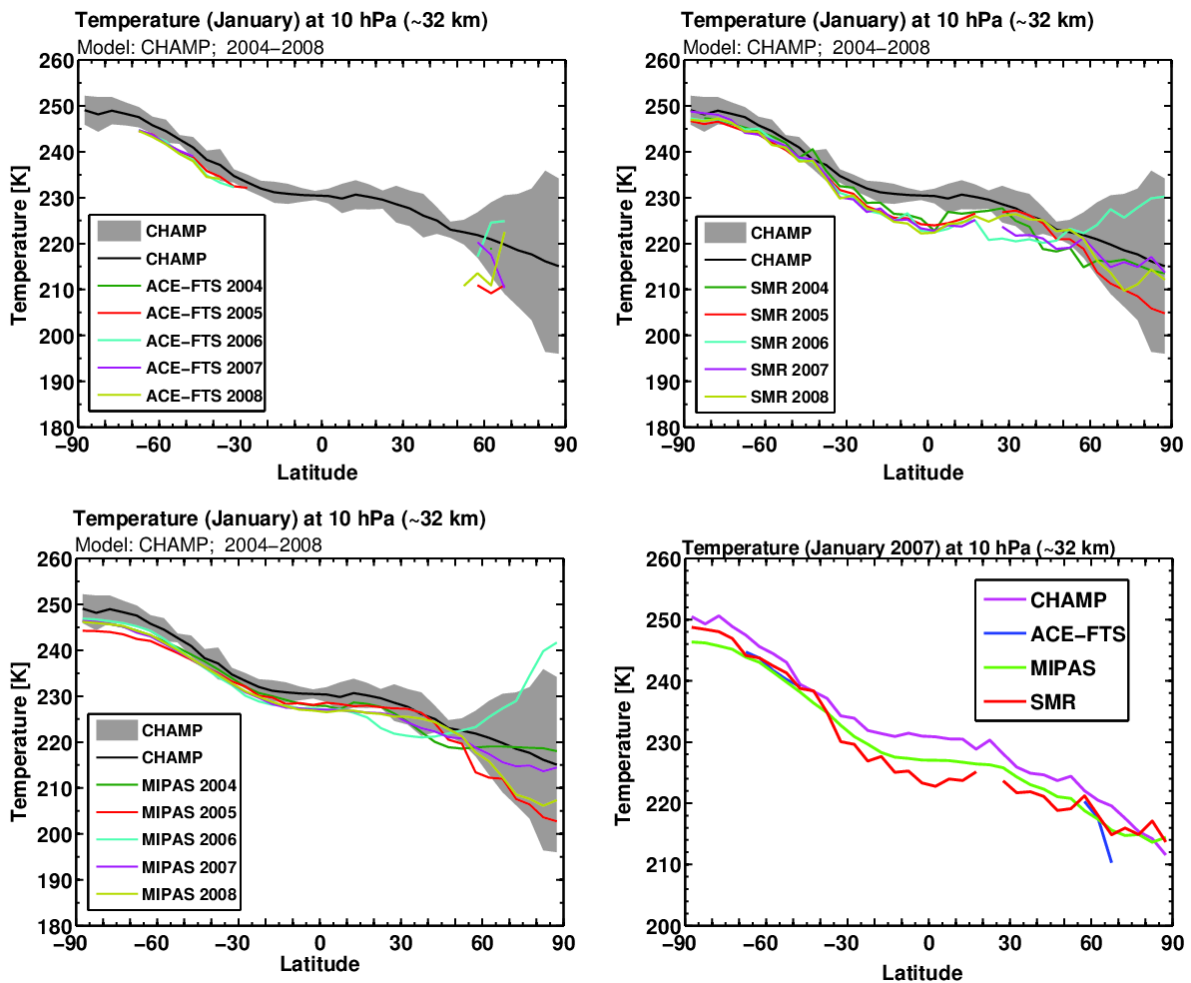 Temperature (January) at 10 hPa (~32 km)
Model: CHAMP; 2004–2008
260
250
240
230
220
210
200
190
180
Temperature [K]
CHAMP
CHAMP
ACE–FTS 2004
ACE–FTS 2005
ACE–FTS 2006
ACE–FTS 2007
ACE–FTS 2008
−90 −60 −30 0 30 60 90
Latitude
Temperature (January) at 10 hPa (~32 km)
Model: CHAMP; 2004–2008
260
250
240
230
220
210
200
190
180
Temperature [K]
CHAMP
CHAMP
SMR 2004
SMR 2005
SMR 2006
SMR 2007
SMR 2008
−90 −60 −30 0 30 60 90
Latitude
Temperature (January) at 10 hPa (~32 km)
Model: CHAMP; 2004–2008
260
250
240
230
220
210
200
190
180
Temperature [K]
CHAMP
CHAMP
MIPAS 2004
MIPAS 2005
MIPAS 2006
MIPAS 2007
MIPAS 2008
−90 −60 −30 0 30 60 90
Latitude
Temperature (January 2007) at 10 hPa (~32 km)
260
250
240
230
220
210
200
Temperature [K]
CHAMP
ACE–FTS
MIPAS
SMR
−90 −60 −30 0 30 60 90
Latitude